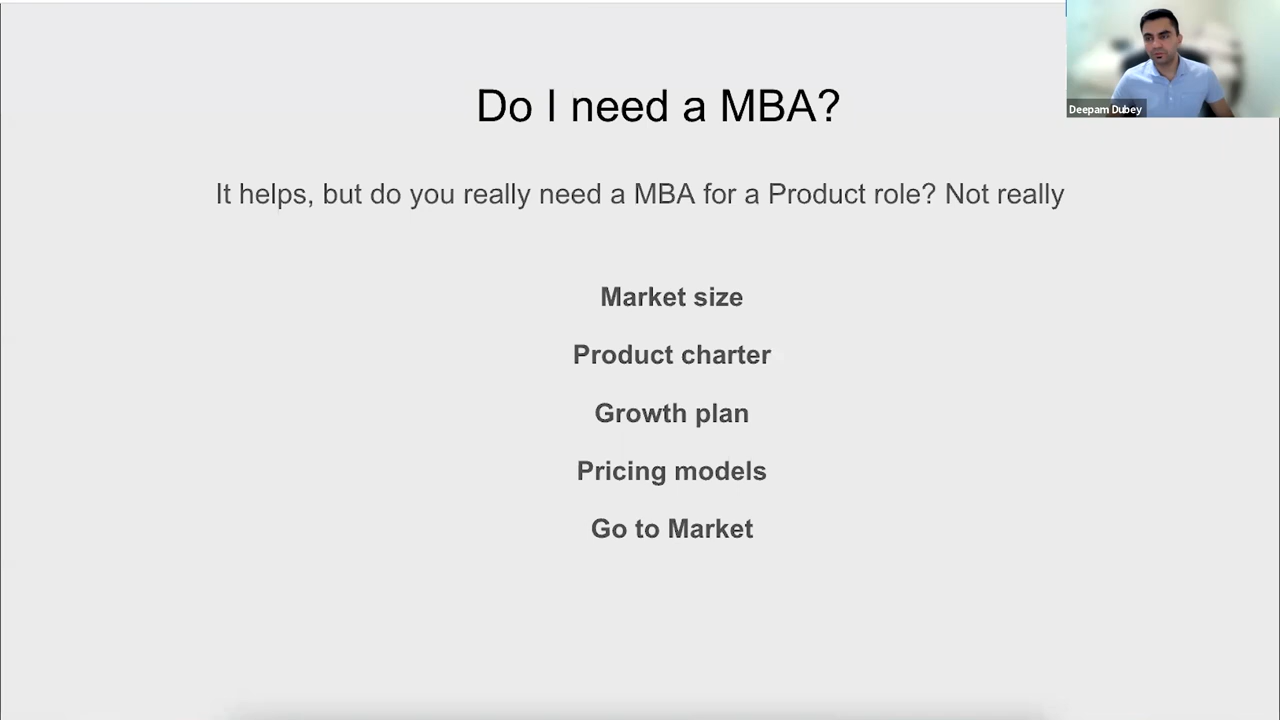 Do I need a MBA?
Deepam Dubey
It helps, but do you really need a MBA for a Product role? Not really
Market size
Product charter
Growth plan
Pricing models
Go to Market